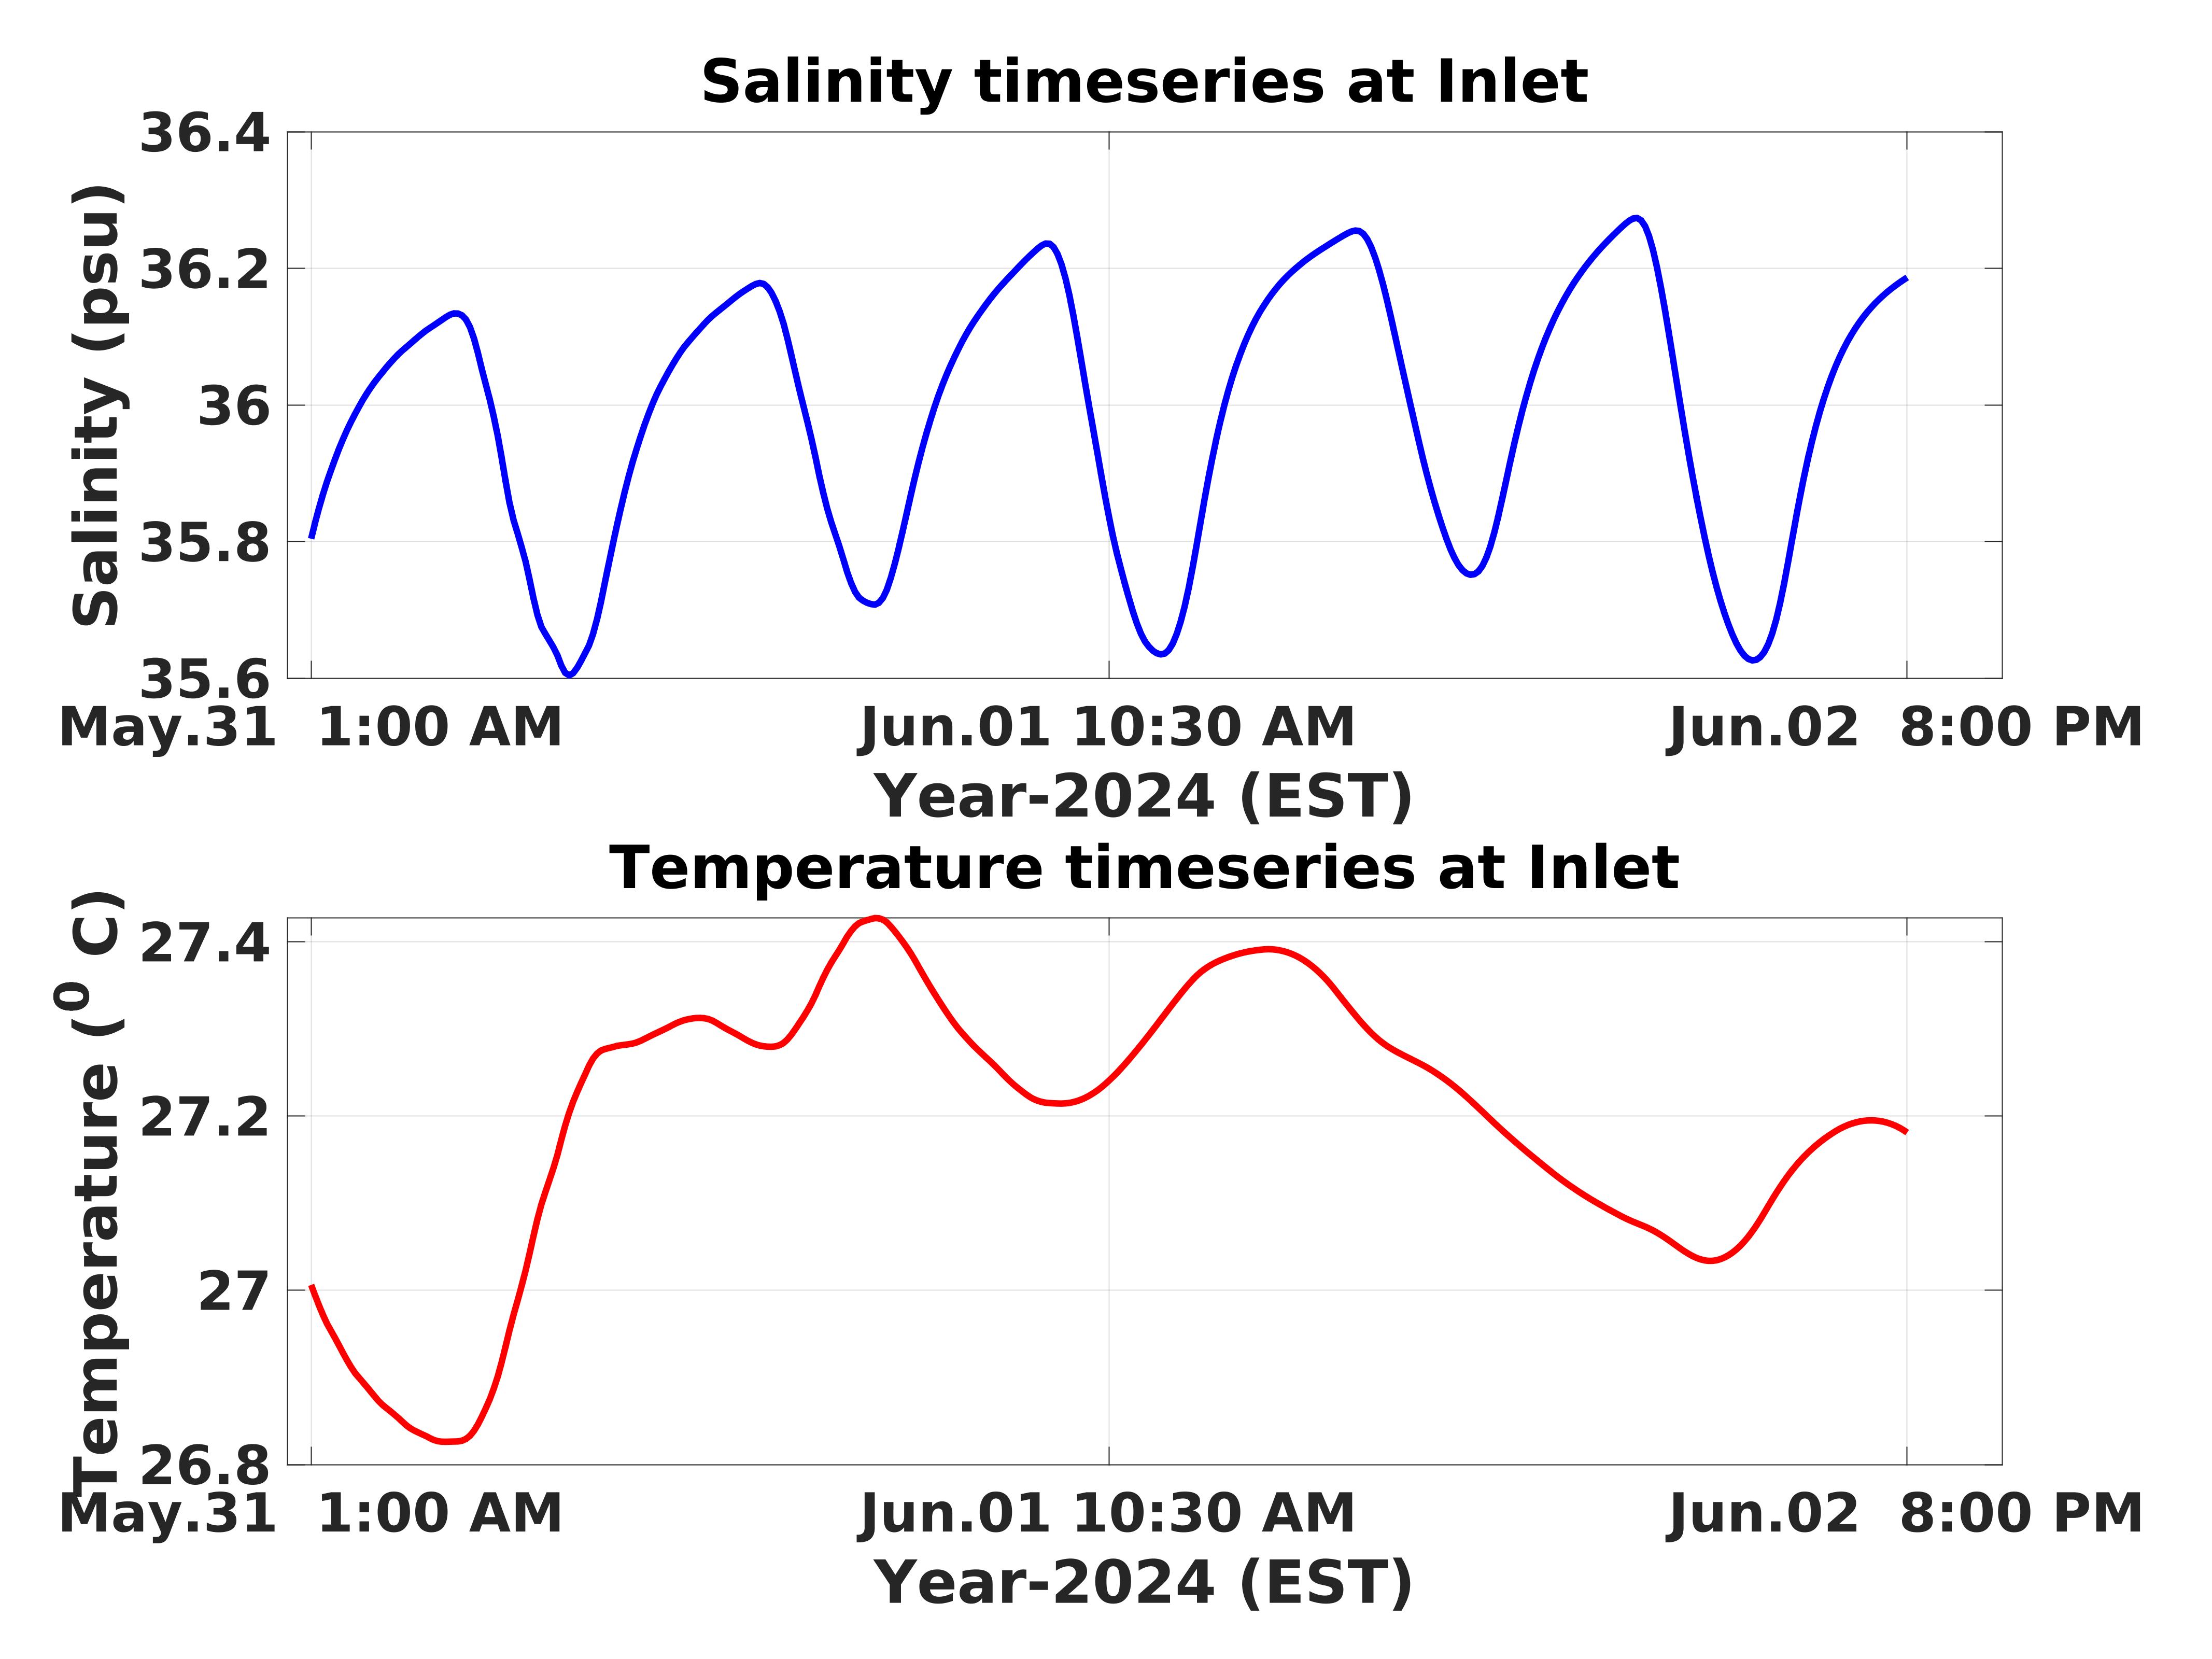 Salinity timeseries at Inlet
Salinity (psu)
36.4
36.2
36
35.8
35.6
May.31  1:00 AM
Jun.01 10:30 AM
Jun.02  8:00 PM
Year-2024 (EST)
Temperature timeseries at Inlet
Temperature (⁰ C)
27.4
27.2
27
26.8
May.31  1:00 AM
Jun.01 10:30 AM
Jun.02  8:00 PM
Year-2024 (EST)